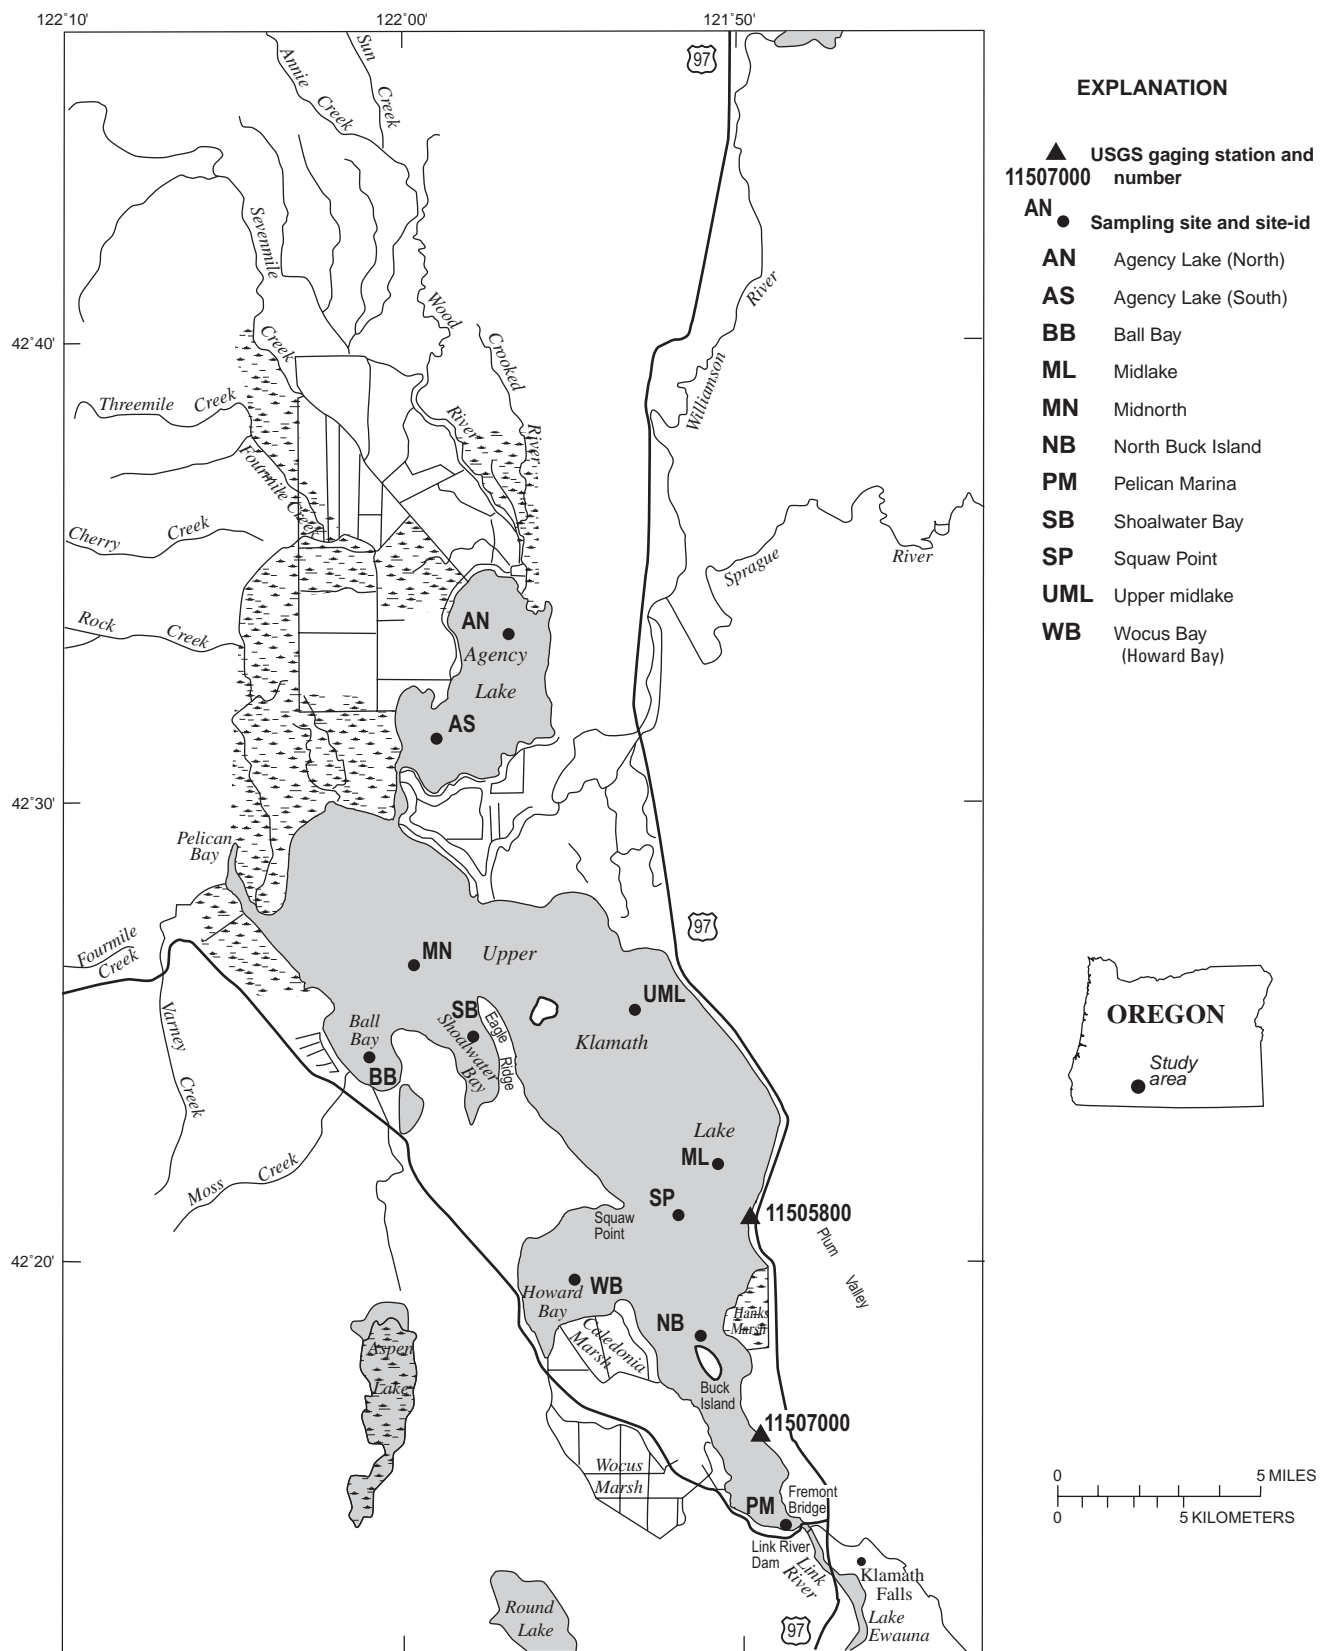 122°10'
122°00'
121°50'
42°40'
42°30'
42°20'
97
Annie
Creek
Sun
Creek
Sevenmile
Creek
Wood
River
Crooked
River
Williamson
River
Threemile Creek
Fourmile Creek
Cherry Creek
Sprague
River
Rock Creek
AN
Agency
Lake
AS
Pelican
Bay
97
Fourmile
Creek
MN
Upper
UML
SB
Shoalwater
Bay
Eagle
Ridge
Klamath
Ball
Bay
BB
Varney
Creek
Moss Creek
Lake
ML
SP
Squaw
Point
11505800
Plum
Valley
WB
Howard
Bay
Hanks
Marsh
NB
Caledonia
Marsh
Buck
Island
Aspen
Lake
11507000
Wocus
Marsh
PM
Fremont
Bridge
Link River
Dam
Link
River
Klamath
Falls
Lake
Ewauna
Round
Lake
97
EXPLANATION
USGS gaging station and
11507000 number
AN
Sampling site and site-id
AN Agency Lake (North)
AS Agency Lake (South)
BB Ball Bay
ML Midlake
MN Midnorth
NB North Buck Island
PM Pelican Marina
SB Shoalwater Bay
SP Squaw Point
UML Upper midlake
WB Wocus Bay
(Howard Bay)
OREGON
Study
area
0 5 MILES
0 5 KILOMETERS